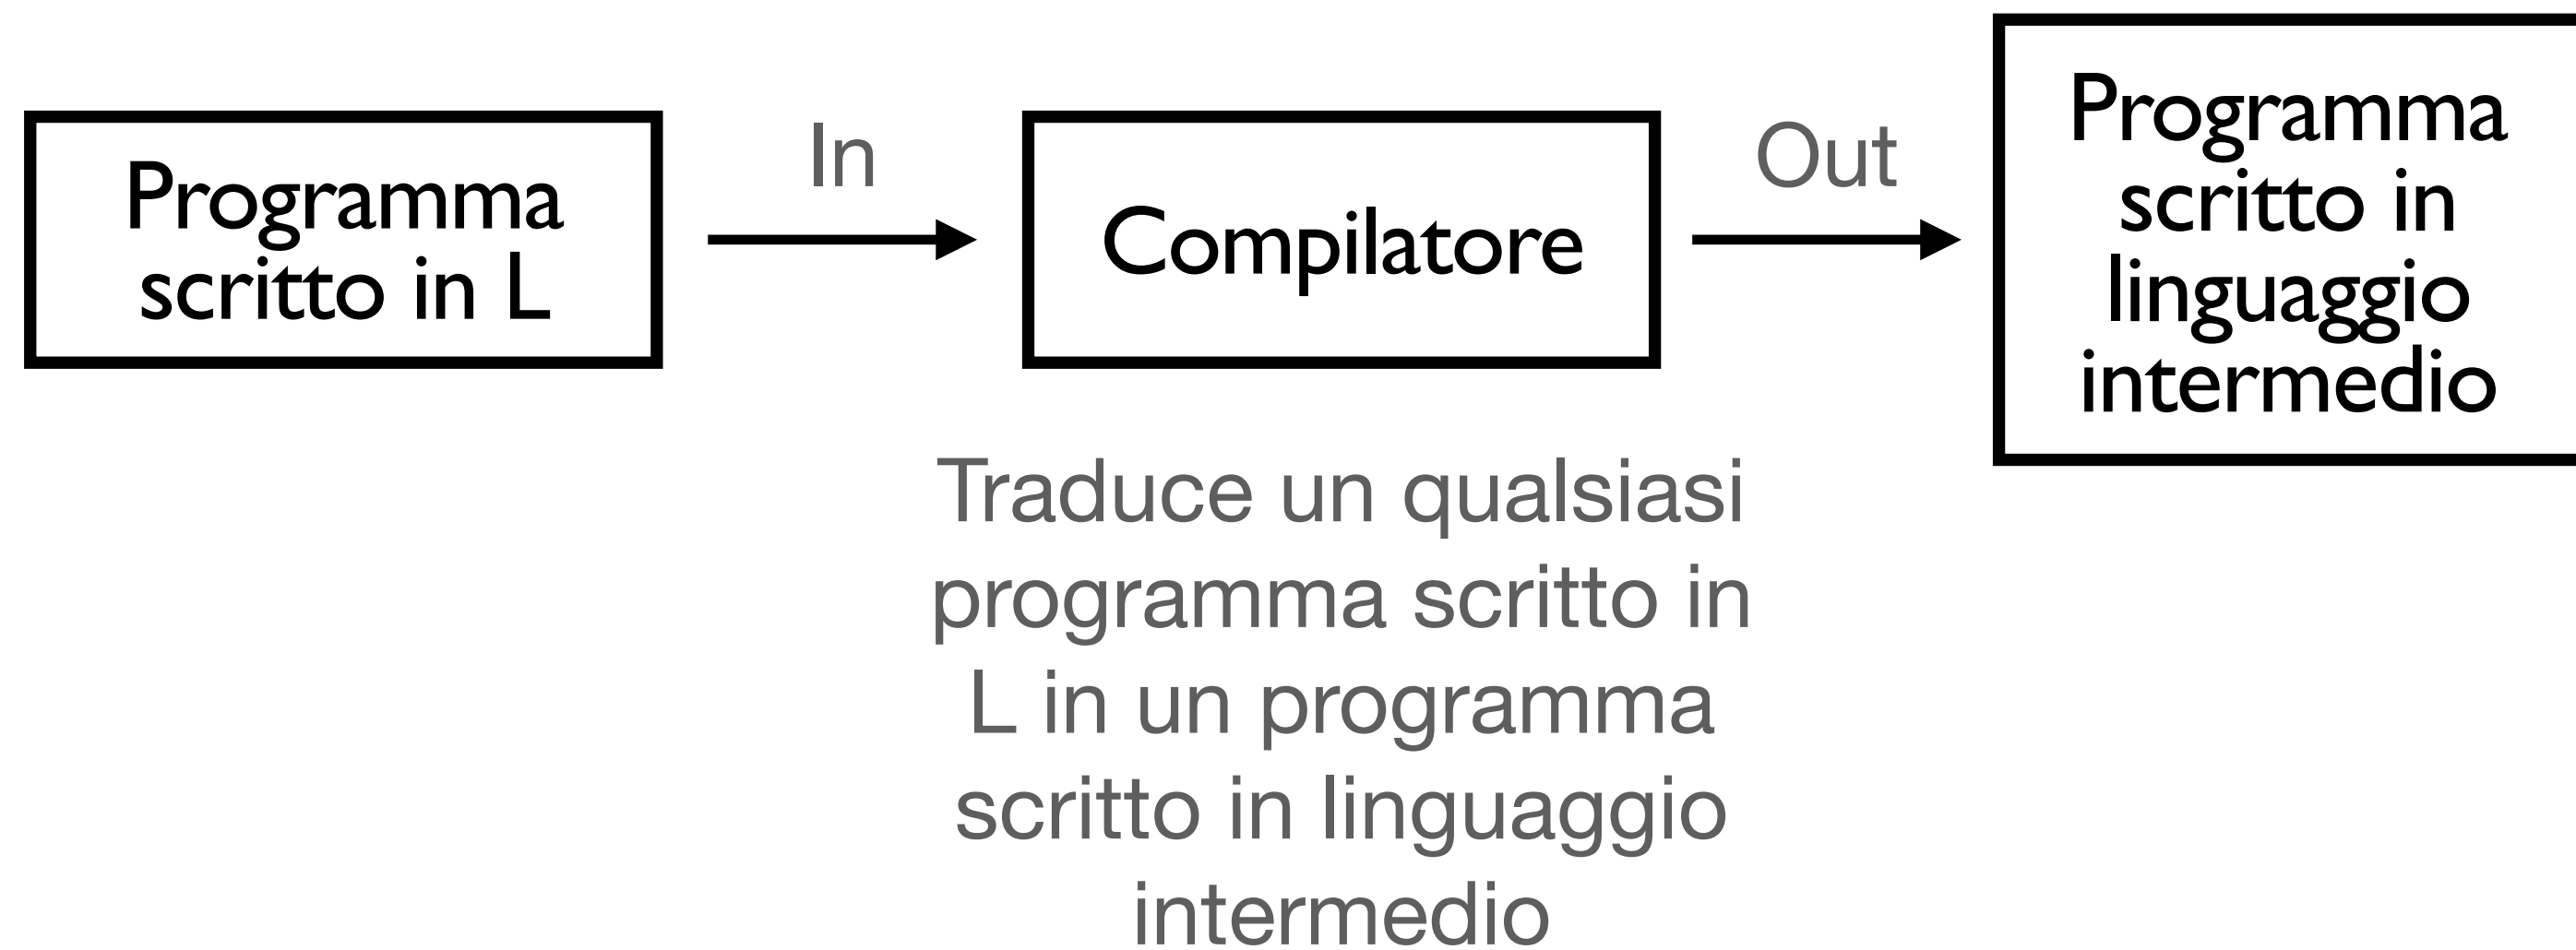 Programma
scritto in L
In
Compilatore
Out
Programma
scritto in
linguaggio
intermedio
Traduce un qualsiasi
programma scritto in
L in un programma
scritto in linguaggio
intermedio